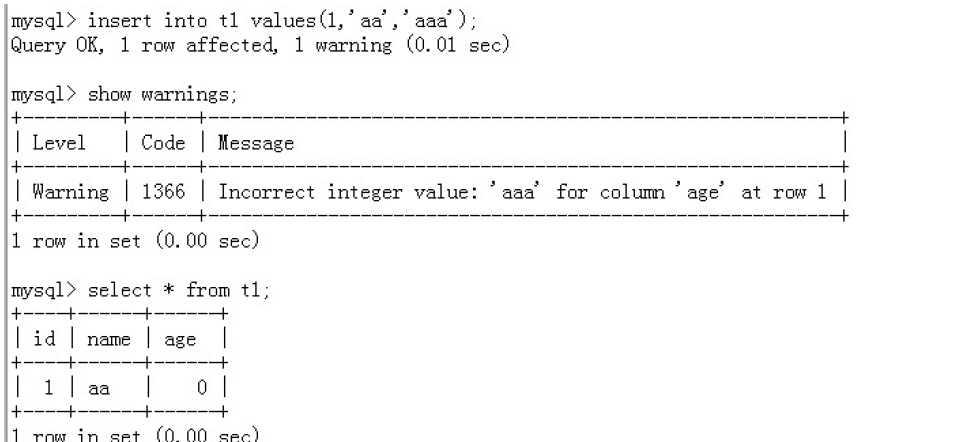 mysql> insert into t1 values(1,'aa','aaa');
Query OK, 1 row affected, 1 warning (0.01 sec)
mysql> show warnings;
+---------+------+----------------------------------------------------------+
| Level   | Code | Message                                                  |
+---------+------+----------------------------------------------------------+
| Warning | 1366 | Incorrect integer value: 'aaa' for column 'age' at row 1 |
+---------+------+----------------------------------------------------------+
1 row in set (0.00 sec)
mysql> select * from t1;
+----+------+------+
| id | name | age  |
+----+------+------+
|  1 | aa   |    0 |
+----+------+------+
1 row in set (0.00 sec)